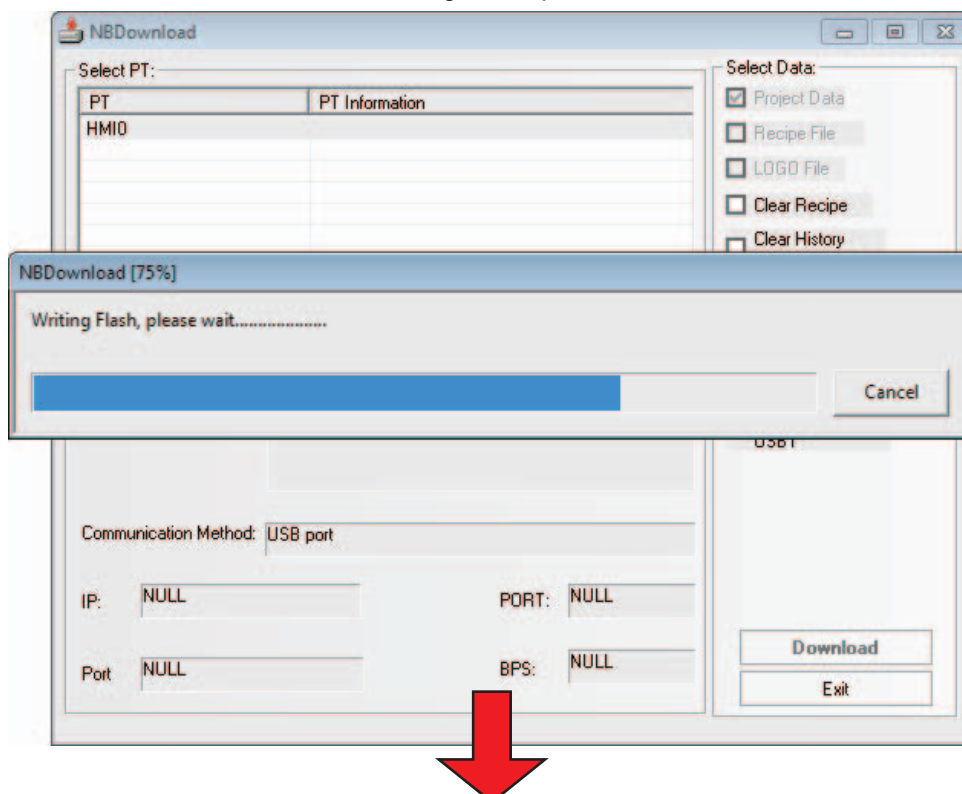 NBDownload
Select PT:
PT PT Information
HMI0
Select Data:
Project Data
Recipe File
LOGO File
Clear Recipe
Clear History
NBDownload [75%]
Writing Flash, please wait.....................
Cancel
Communication Method: USB port
IP: NULL PORT: NULL
Port NULL BPS: NULL
Download
Exit